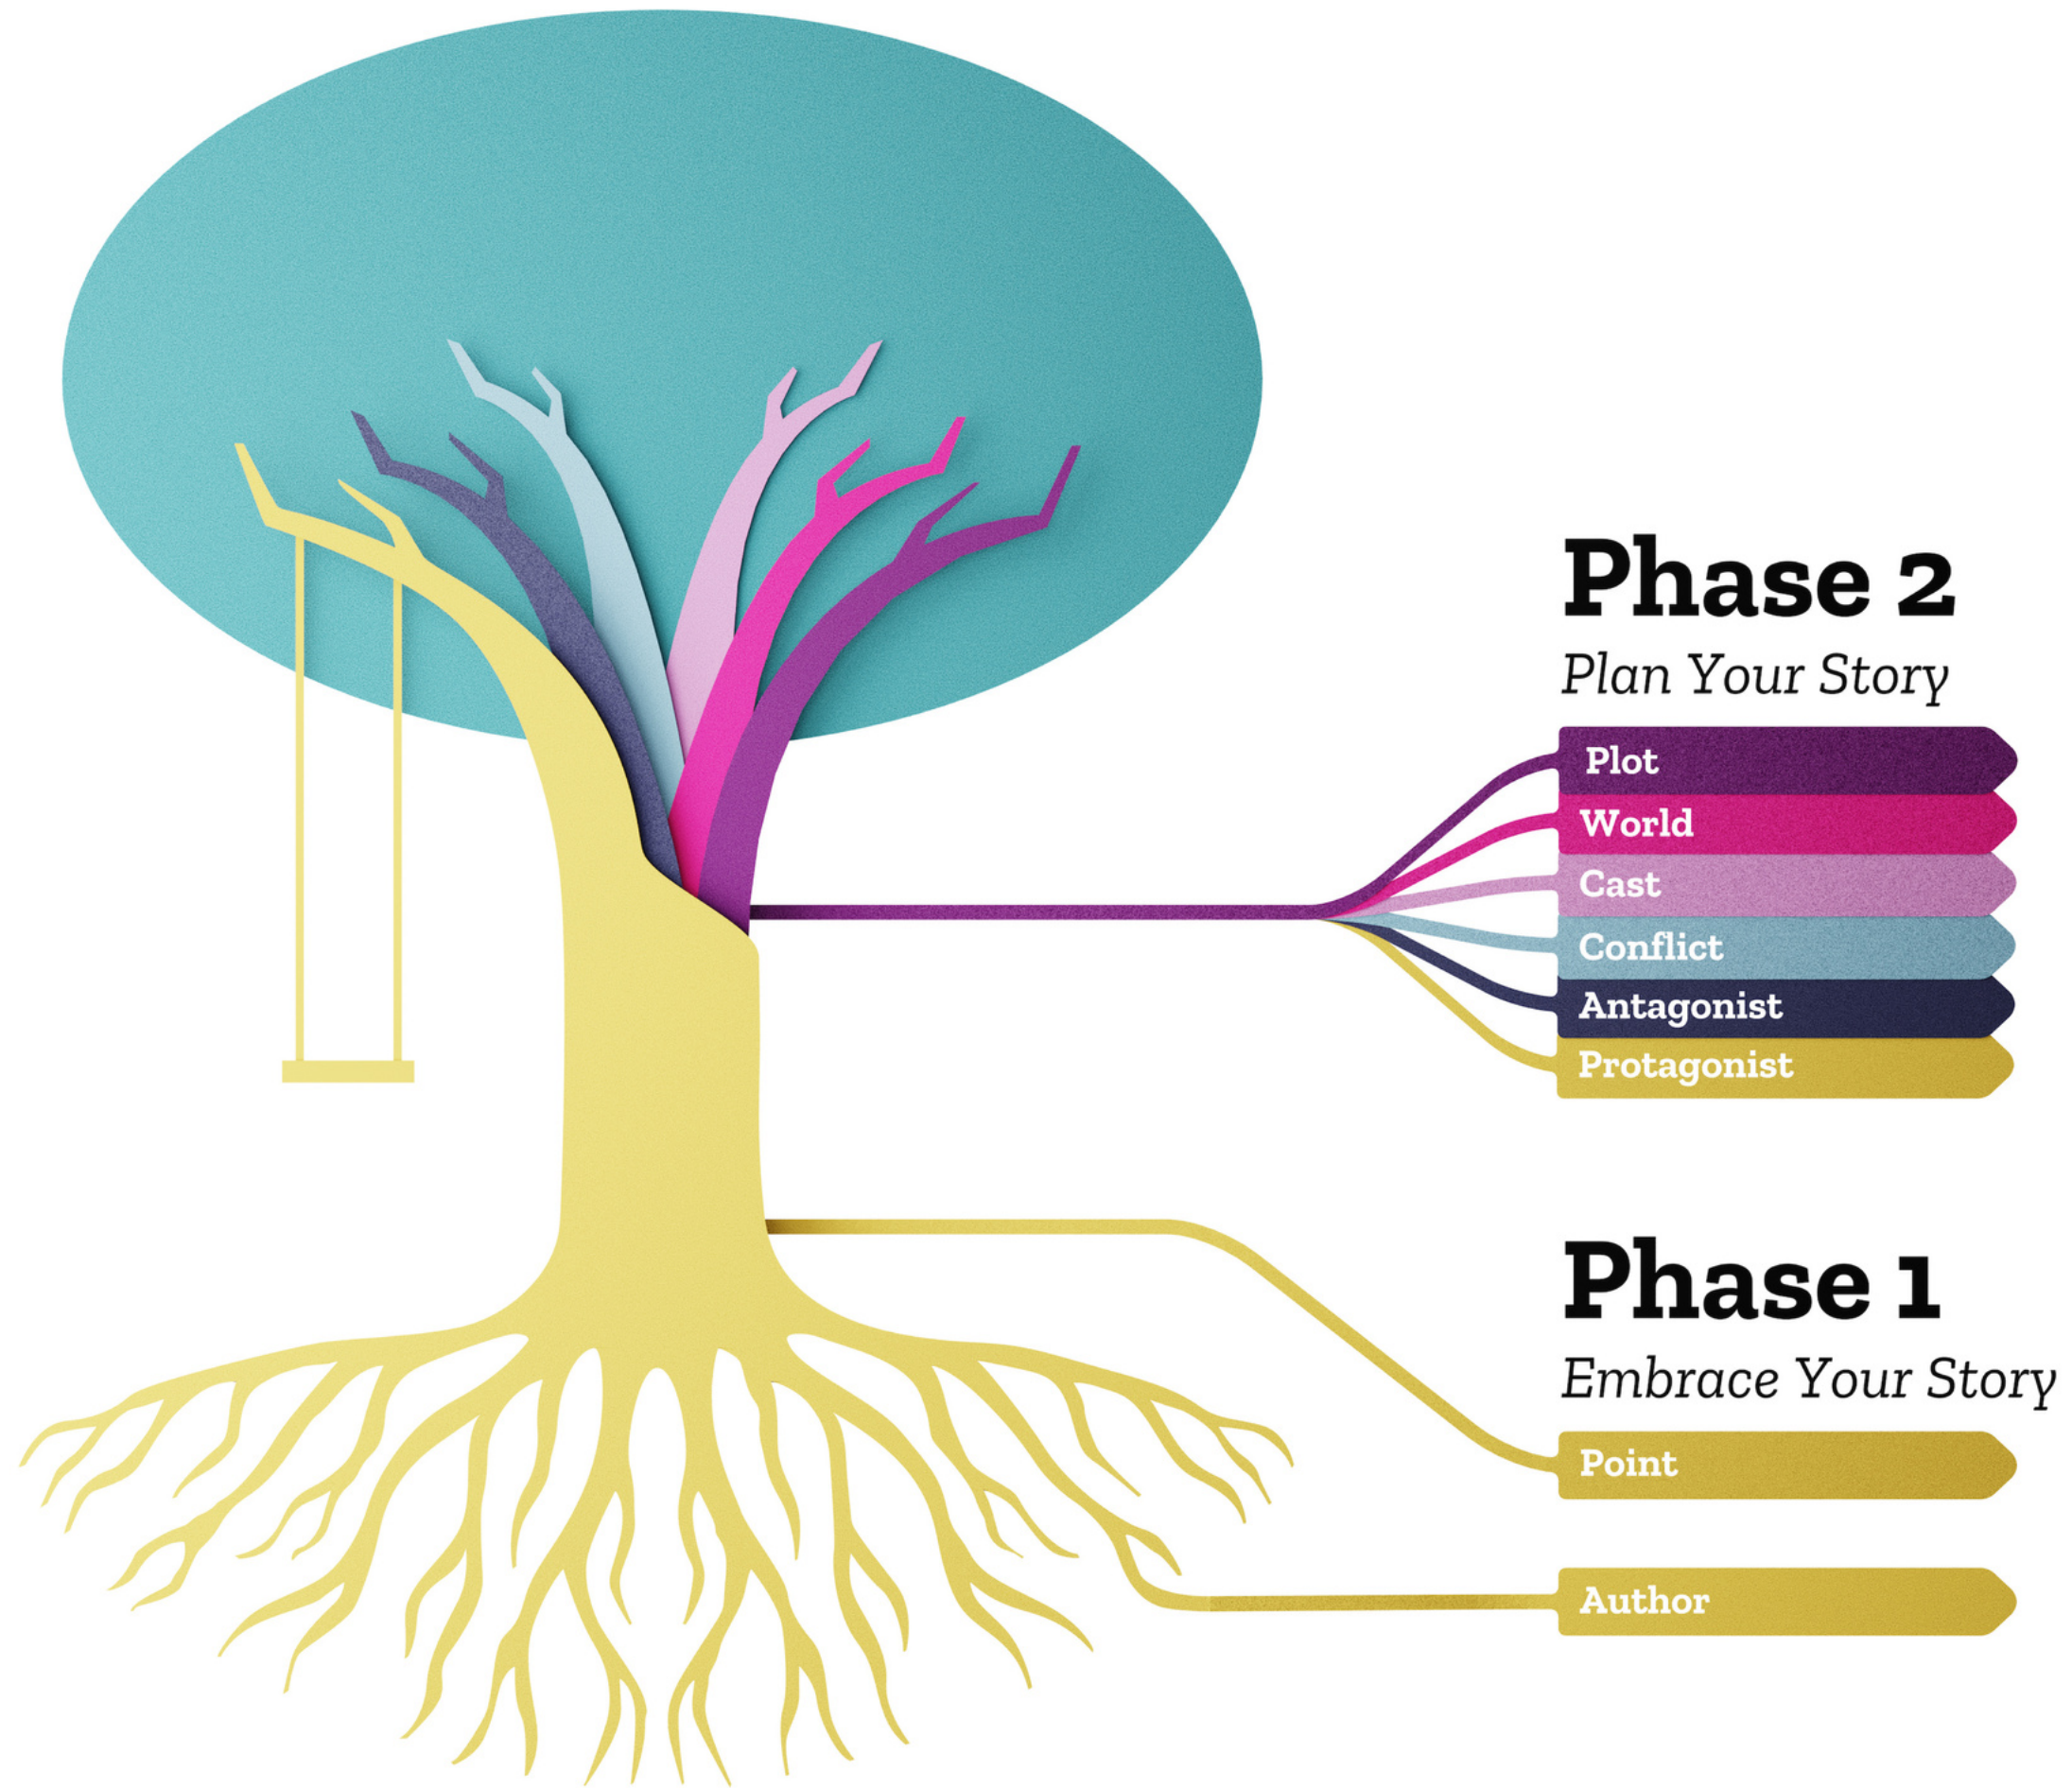 Phase 2
Plan Your Story
Plot
World
Cast
Conflict
Antagonist
Protagonist
Phase 1
Embrace Your Story
Point
Author